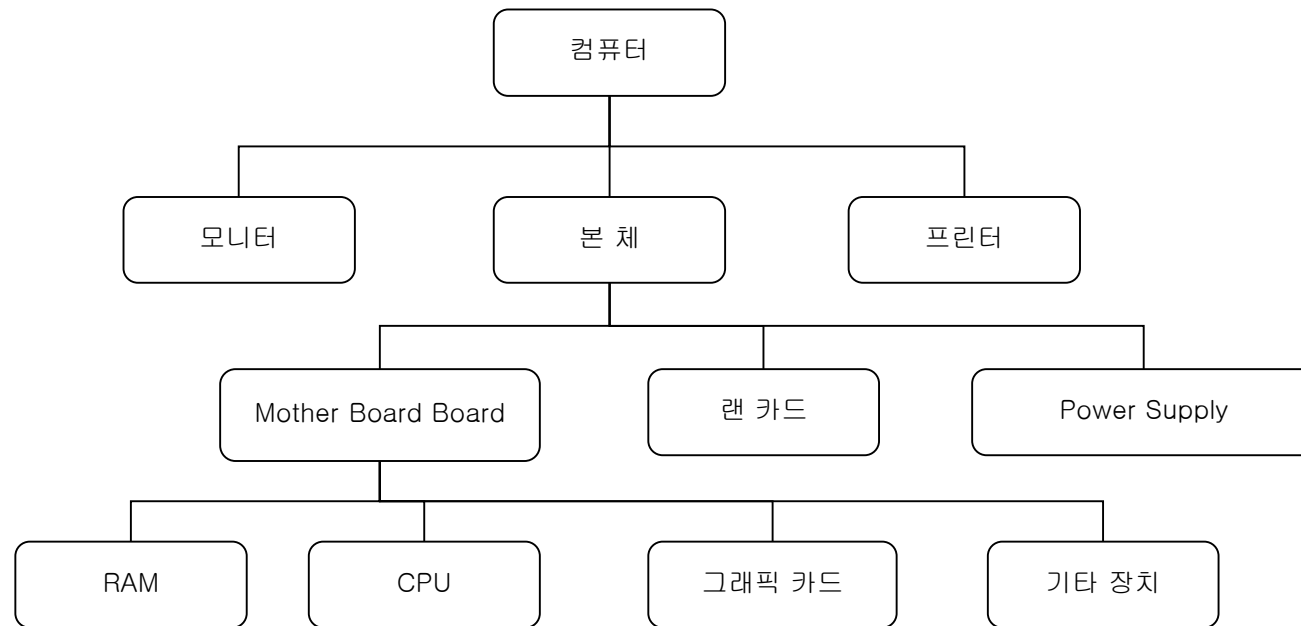 컴퓨터
모니터
본 체
프린터
Mother Board Board
랜 카드
Power Supply
RAM
CPU
그래픽 카드
기타 장치